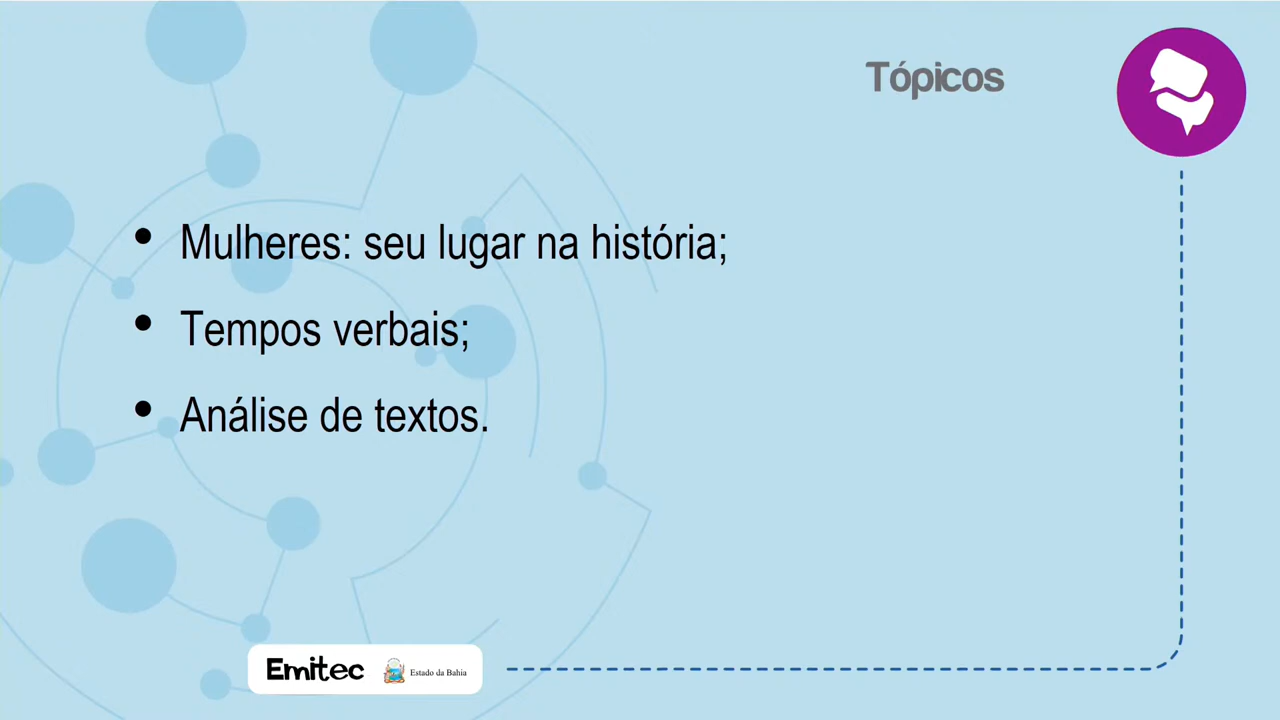 Tópicos
• Mulheres: seu lugar na história;
• Tempos verbais;
• Análise de textos.
Emitec Estado da Bahia